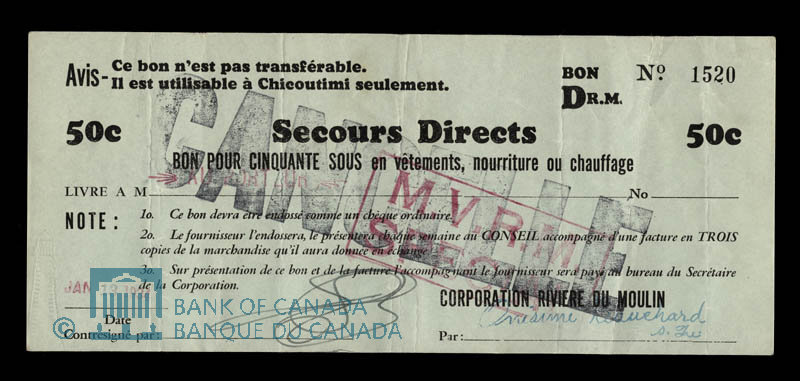 Avis- Ce bon n'est pas transférable.
Il est utilisable à Chicoutimi seulement.
BON No 1520
DR.M.
50c Secours Directs 50c
BON POUR CINQUANTE SOUS en vêtements, nourriture ou chauffage
LIVRE A M No
NOTE : 1o. Ce bon devra être endossé comme un chèque ordinaire.
2o. Le fournisseur l'endossera, le présentera chaque semaine au CONSEIL accompagné d'une facture en TROIS
copies de la marchandise qu'il aura donnée en échange
3o. Sur présentation de ce bon et de la facture l'accompagnant le fournisseur sera payé au bureau du Secrétaire
de la Corporation.
CANCELLÉ
M V R M
JAN
CORPORATION RIVIERE DU MOULIN
Date
Contresigné par :
Par :
© BANK OF CANADA
BANQUE DU CANADA